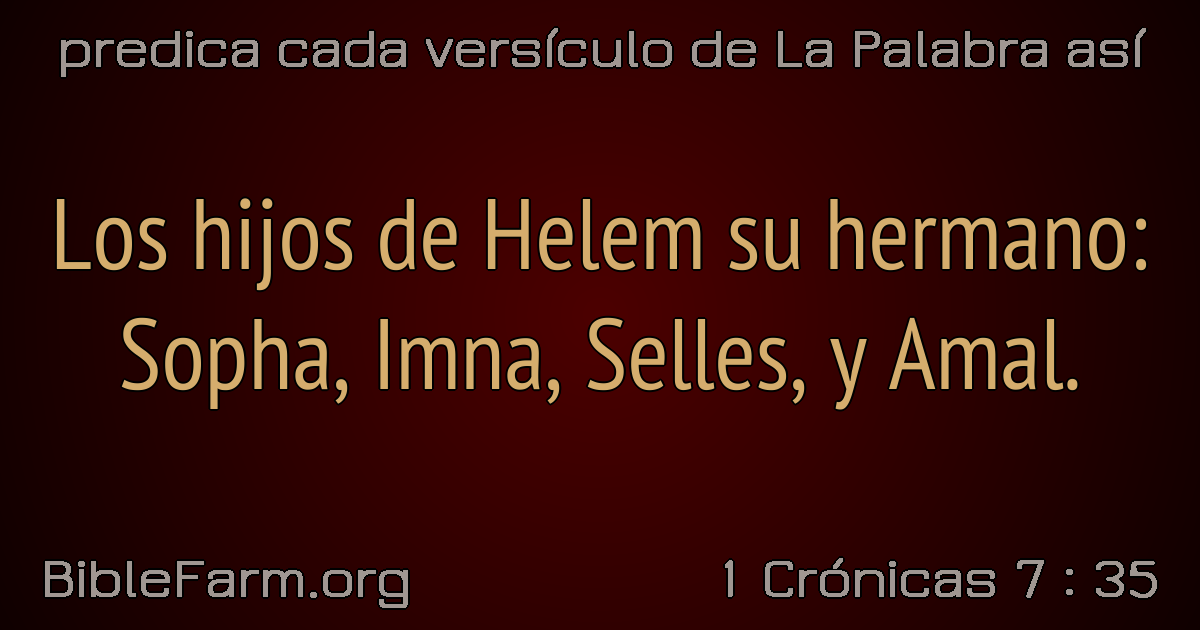 predica cada versículo de La Palabra así
Los hijos de Helem su hermano:
Sopha, Imna, Selles, y Amal.
BibleFarm.org
1 Crónicas 7 : 35